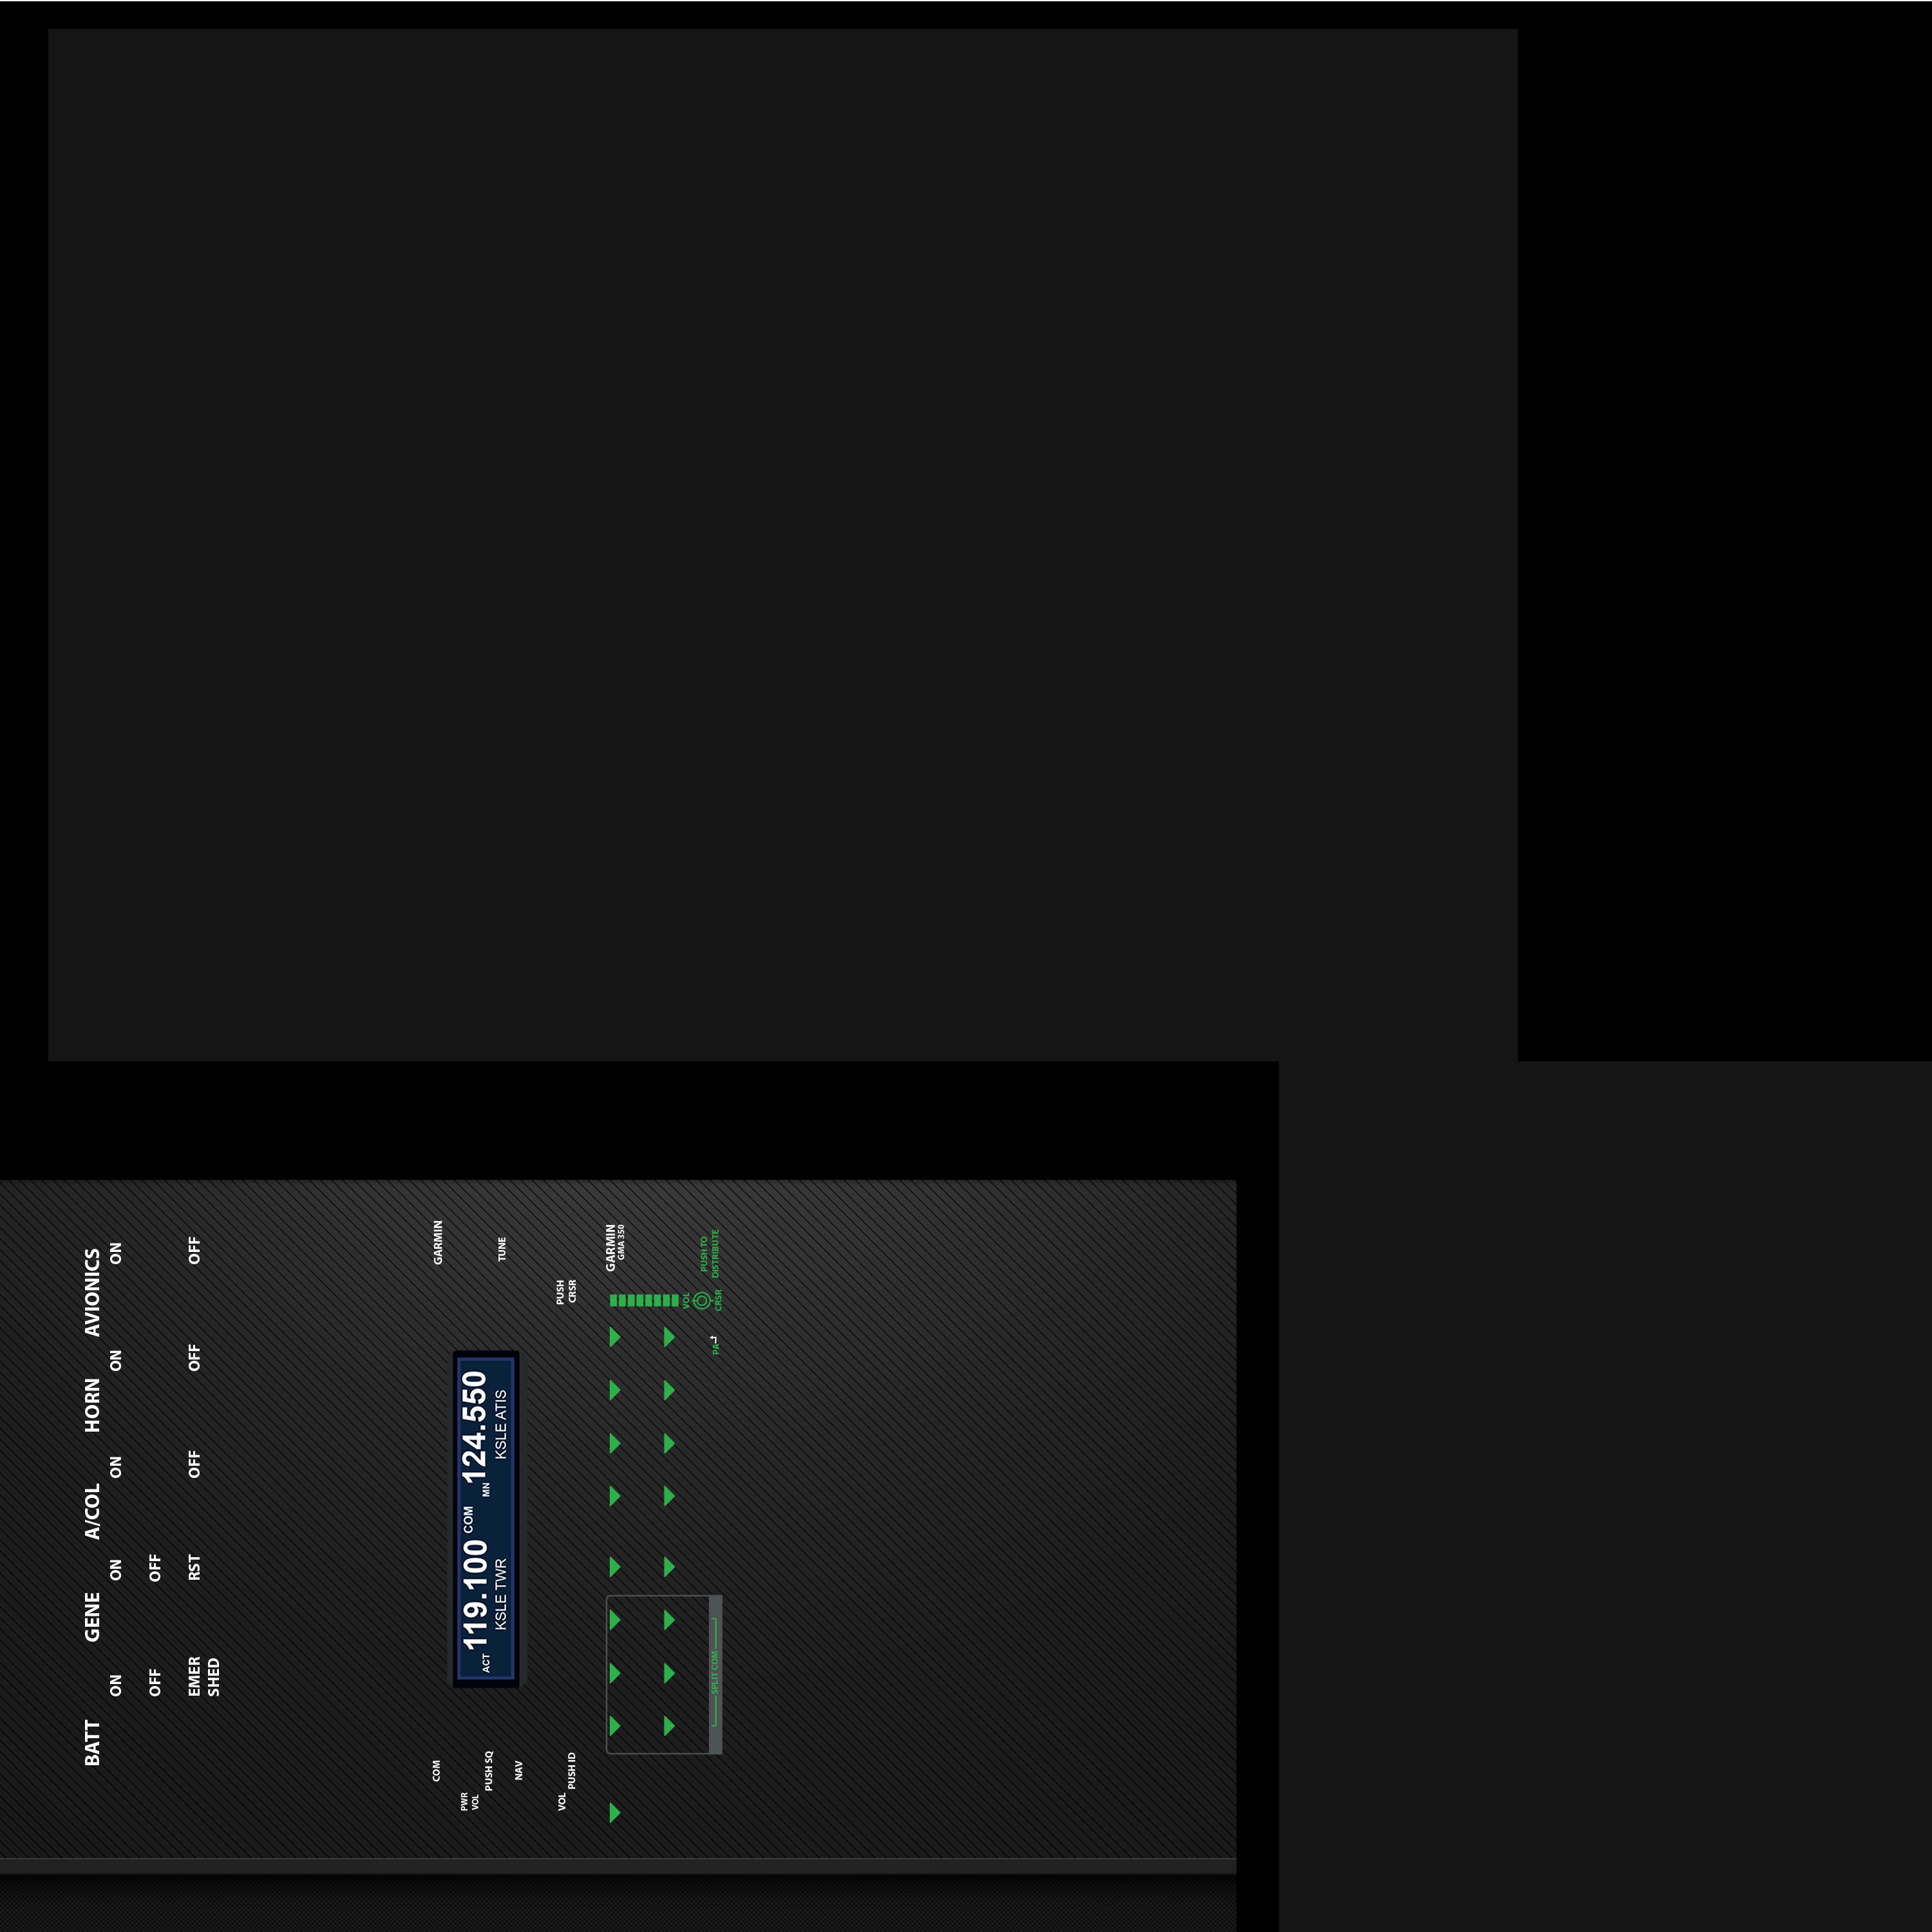 BATT GENE A/COL HORN AVIONICS
ON ON ON ON ON
OFF OFF
EMER RST OFF OFF OFF
SHED
COM GARMIN
PWR
VOL
PUSH SQ
NAV
ACT 119.100 COM MN 124.550
KSLE TWR KSLE ATIS
TUNE
VOL
PUSH ID
PUSH
CRSR
GARMIN
GMA 350
VOL
CRSR
PUSH TO
DISTRIBUTE
SPLIT COM
PA